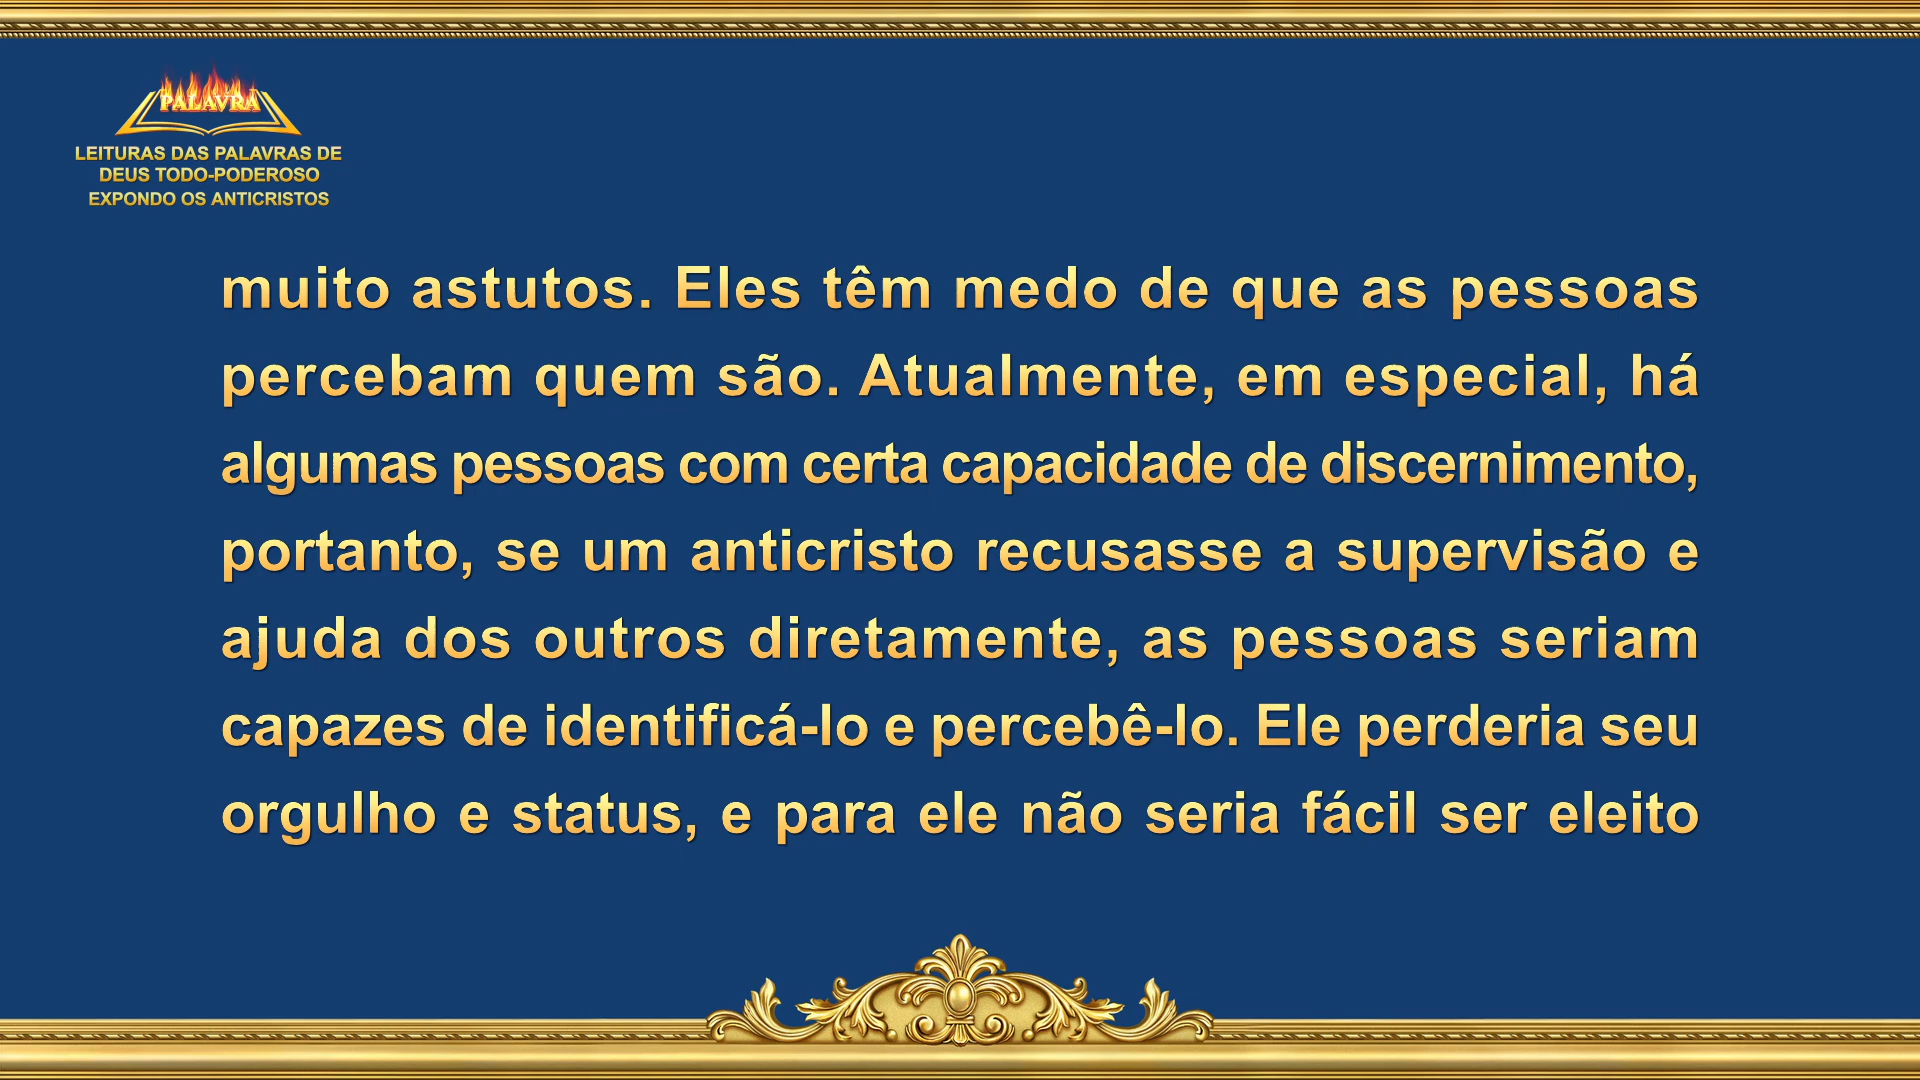 PALAVRA
LEITURAS DAS PALAVRAS DE
DEUS TODO-PODEROSO
EXPONDO OS ANTICRISTOS
muito astutos. Eles têm medo de que as pessoas
percebam quem são. Atualmente, em especial, há
algumas pessoas com certa capacidade de discernimento,
portanto, se um anticristo recusasse a supervisão e
ajuda dos outros diretamente, as pessoas seriam
capazes de identificá-lo e percebê-lo. Ele perderia seu
orgulho e status, e para ele não seria fácil ser eleito